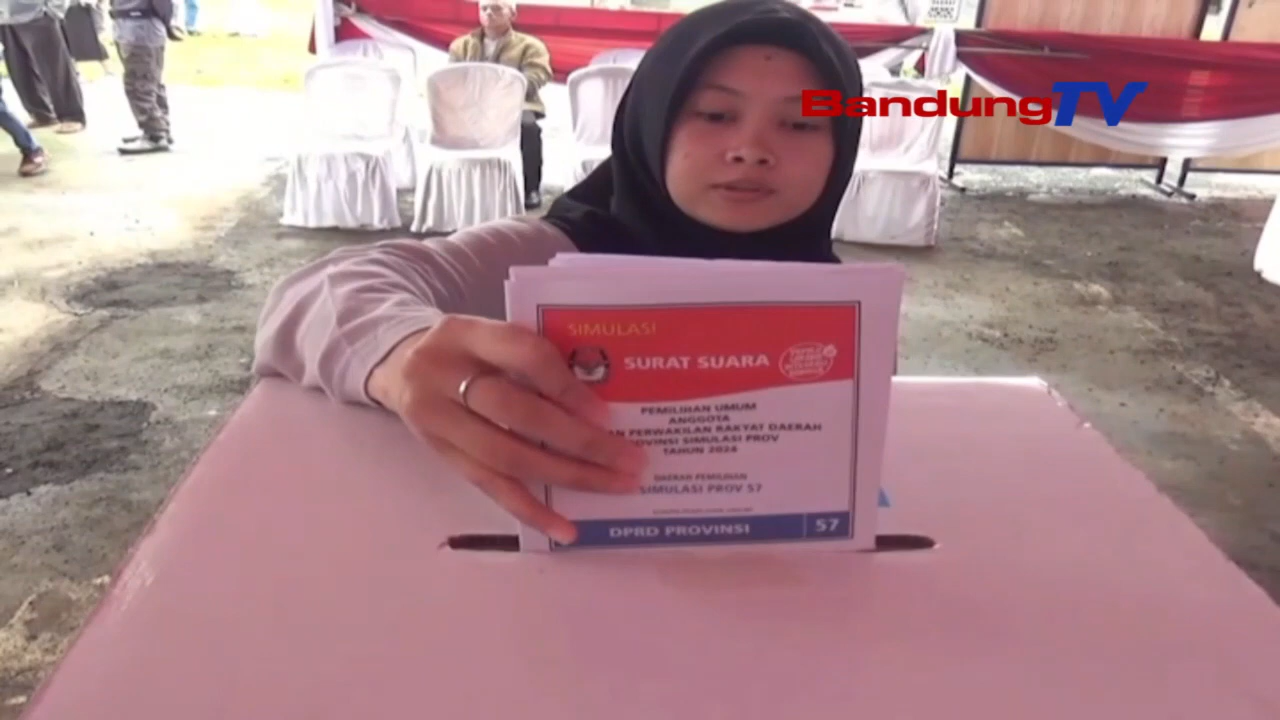 BandungTV
SIMULASI
SURAT SUARA
PEMILIHAN UMUM
ANGGOTA
PERWAKILAN RAKYAT DAERAH
SIMULASI PROV
TAHUN 2024
DAERAH PEMILIHAN
SIMULASI PROV 57
DPRD PROVINSI 57